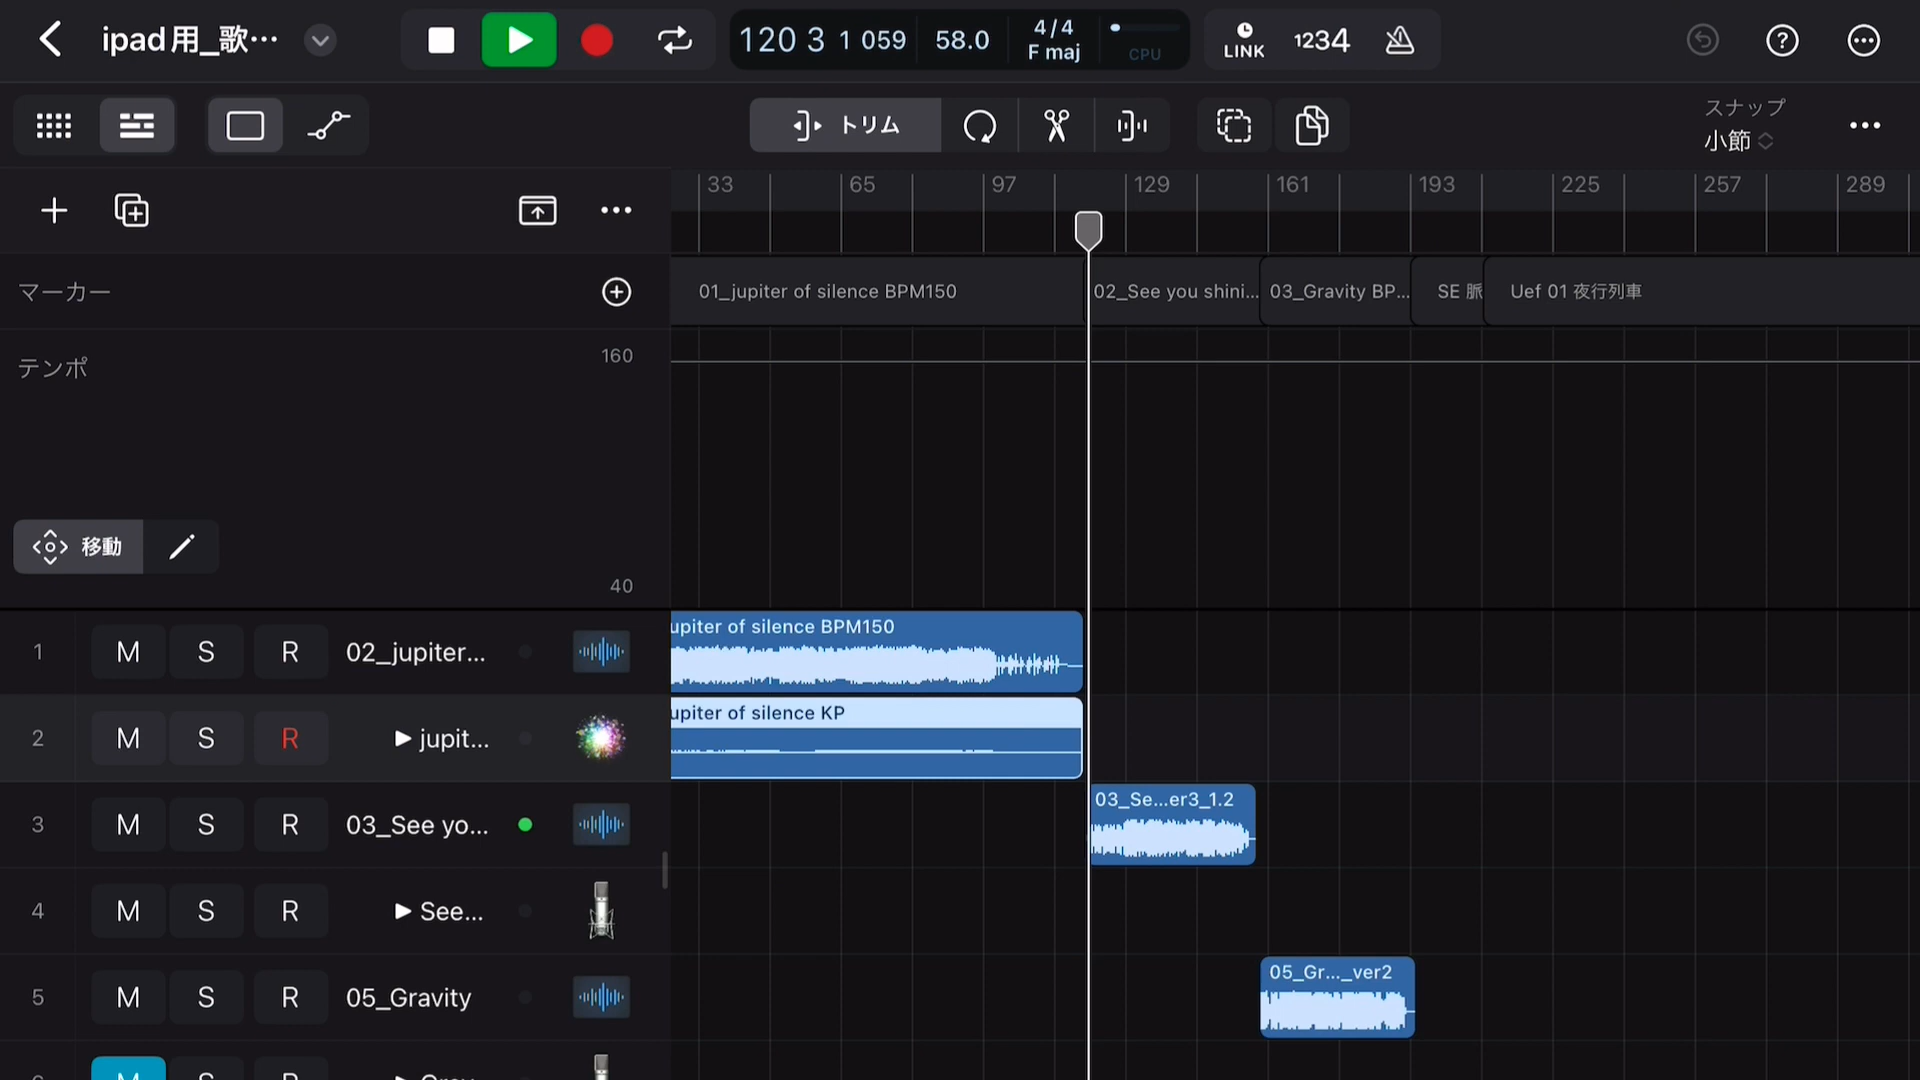 ipad用_歌…
120 3 1 059
58.0
4/4
F maj
CPU
LINK
1234
トリム
スナップ
小節
33 65 97 129 161 193 225 257 289
マーカー
01_jupiter of silence BPM150
02_See you shini...
03_Gravity BP...
SE 脈
Uef 01 夜行列車
テンポ
160
移動
40
1 M S R 02_jupiter...
upiter of silence BPM150
2 M S R jupit...
upiter of silence KP
3 M S R 03_See yo...
03_Se...er3_1.2
4 M S R See...
5 M S R 05_Gravity
05_Gr..._ver2